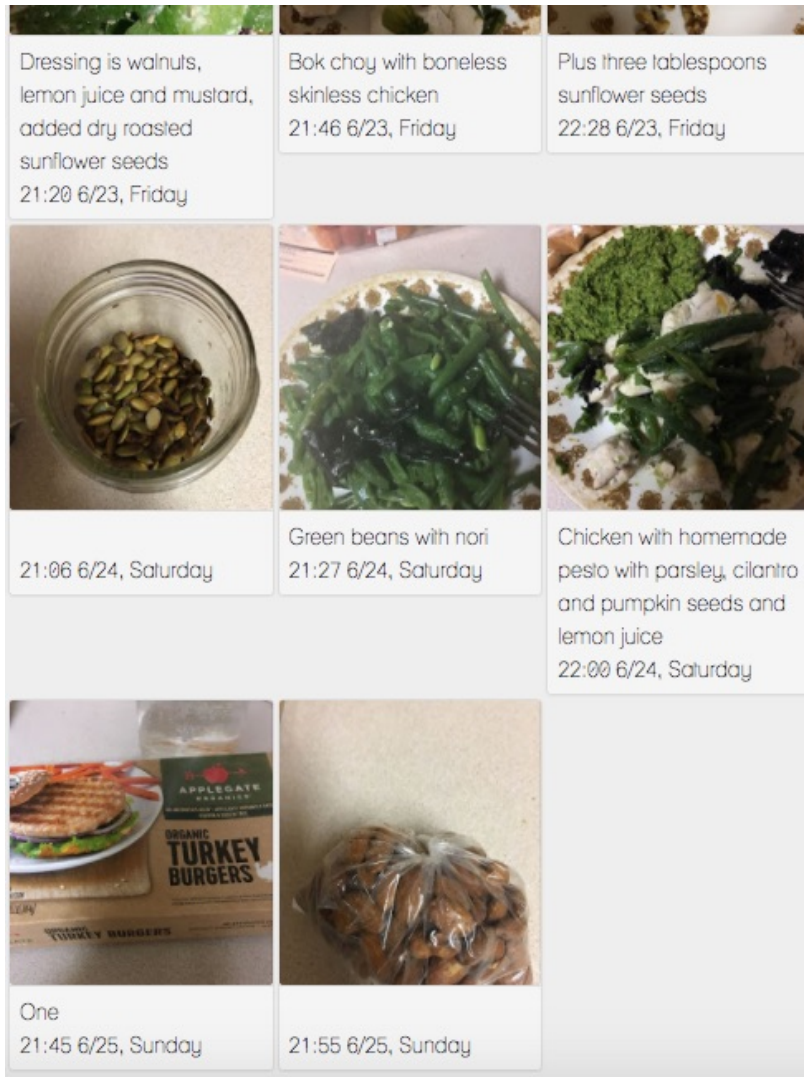 Dressing is walnuts,
lemon juice and mustard,
added dry roasted
sunflower seeds
21:20 6/23, Friday
Bok choy with boneless
skinless chicken
21:46 6/23, Friday
Plus three tablespoons
sunflower seeds
22:28 6/23, Friday
21:06 6/24, Saturday
Green beans with nori
21:27 6/24, Saturday
Chicken with homemade
pesto with parsley, cilantro
and pumpkin seeds and
lemon juice
22:00 6/24, Saturday
APPLEGATE
ORGANICS
ORGANIC
TURKEY
BURGERS
ORGANIC
TURKEY BURGERS
One
21:45 6/25, Sunday
21:55 6/25, Sunday